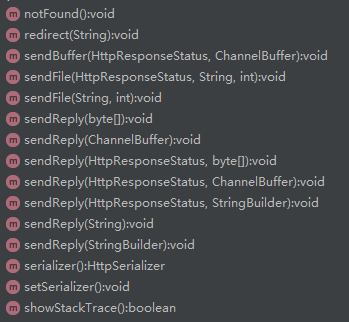 m notFound():void
m redirect(String):void
m sendBuffer(HttpResponseStatus, ChannelBuffer):void
m sendFile(HttpResponseStatus, String, int):void
m sendFile(String, int):void
m sendReply(byte[]):void
m sendReply(ChannelBuffer):void
m sendReply(HttpResponseStatus, byte[]):void
m sendReply(HttpResponseStatus, ChannelBuffer):void
m sendReply(HttpResponseStatus, StringBuilder):void
m sendReply(String):void
m sendReply(StringBuilder):void
m serializer():HttpSerializer
m setSerializer():void
m showStackTrace():boolean